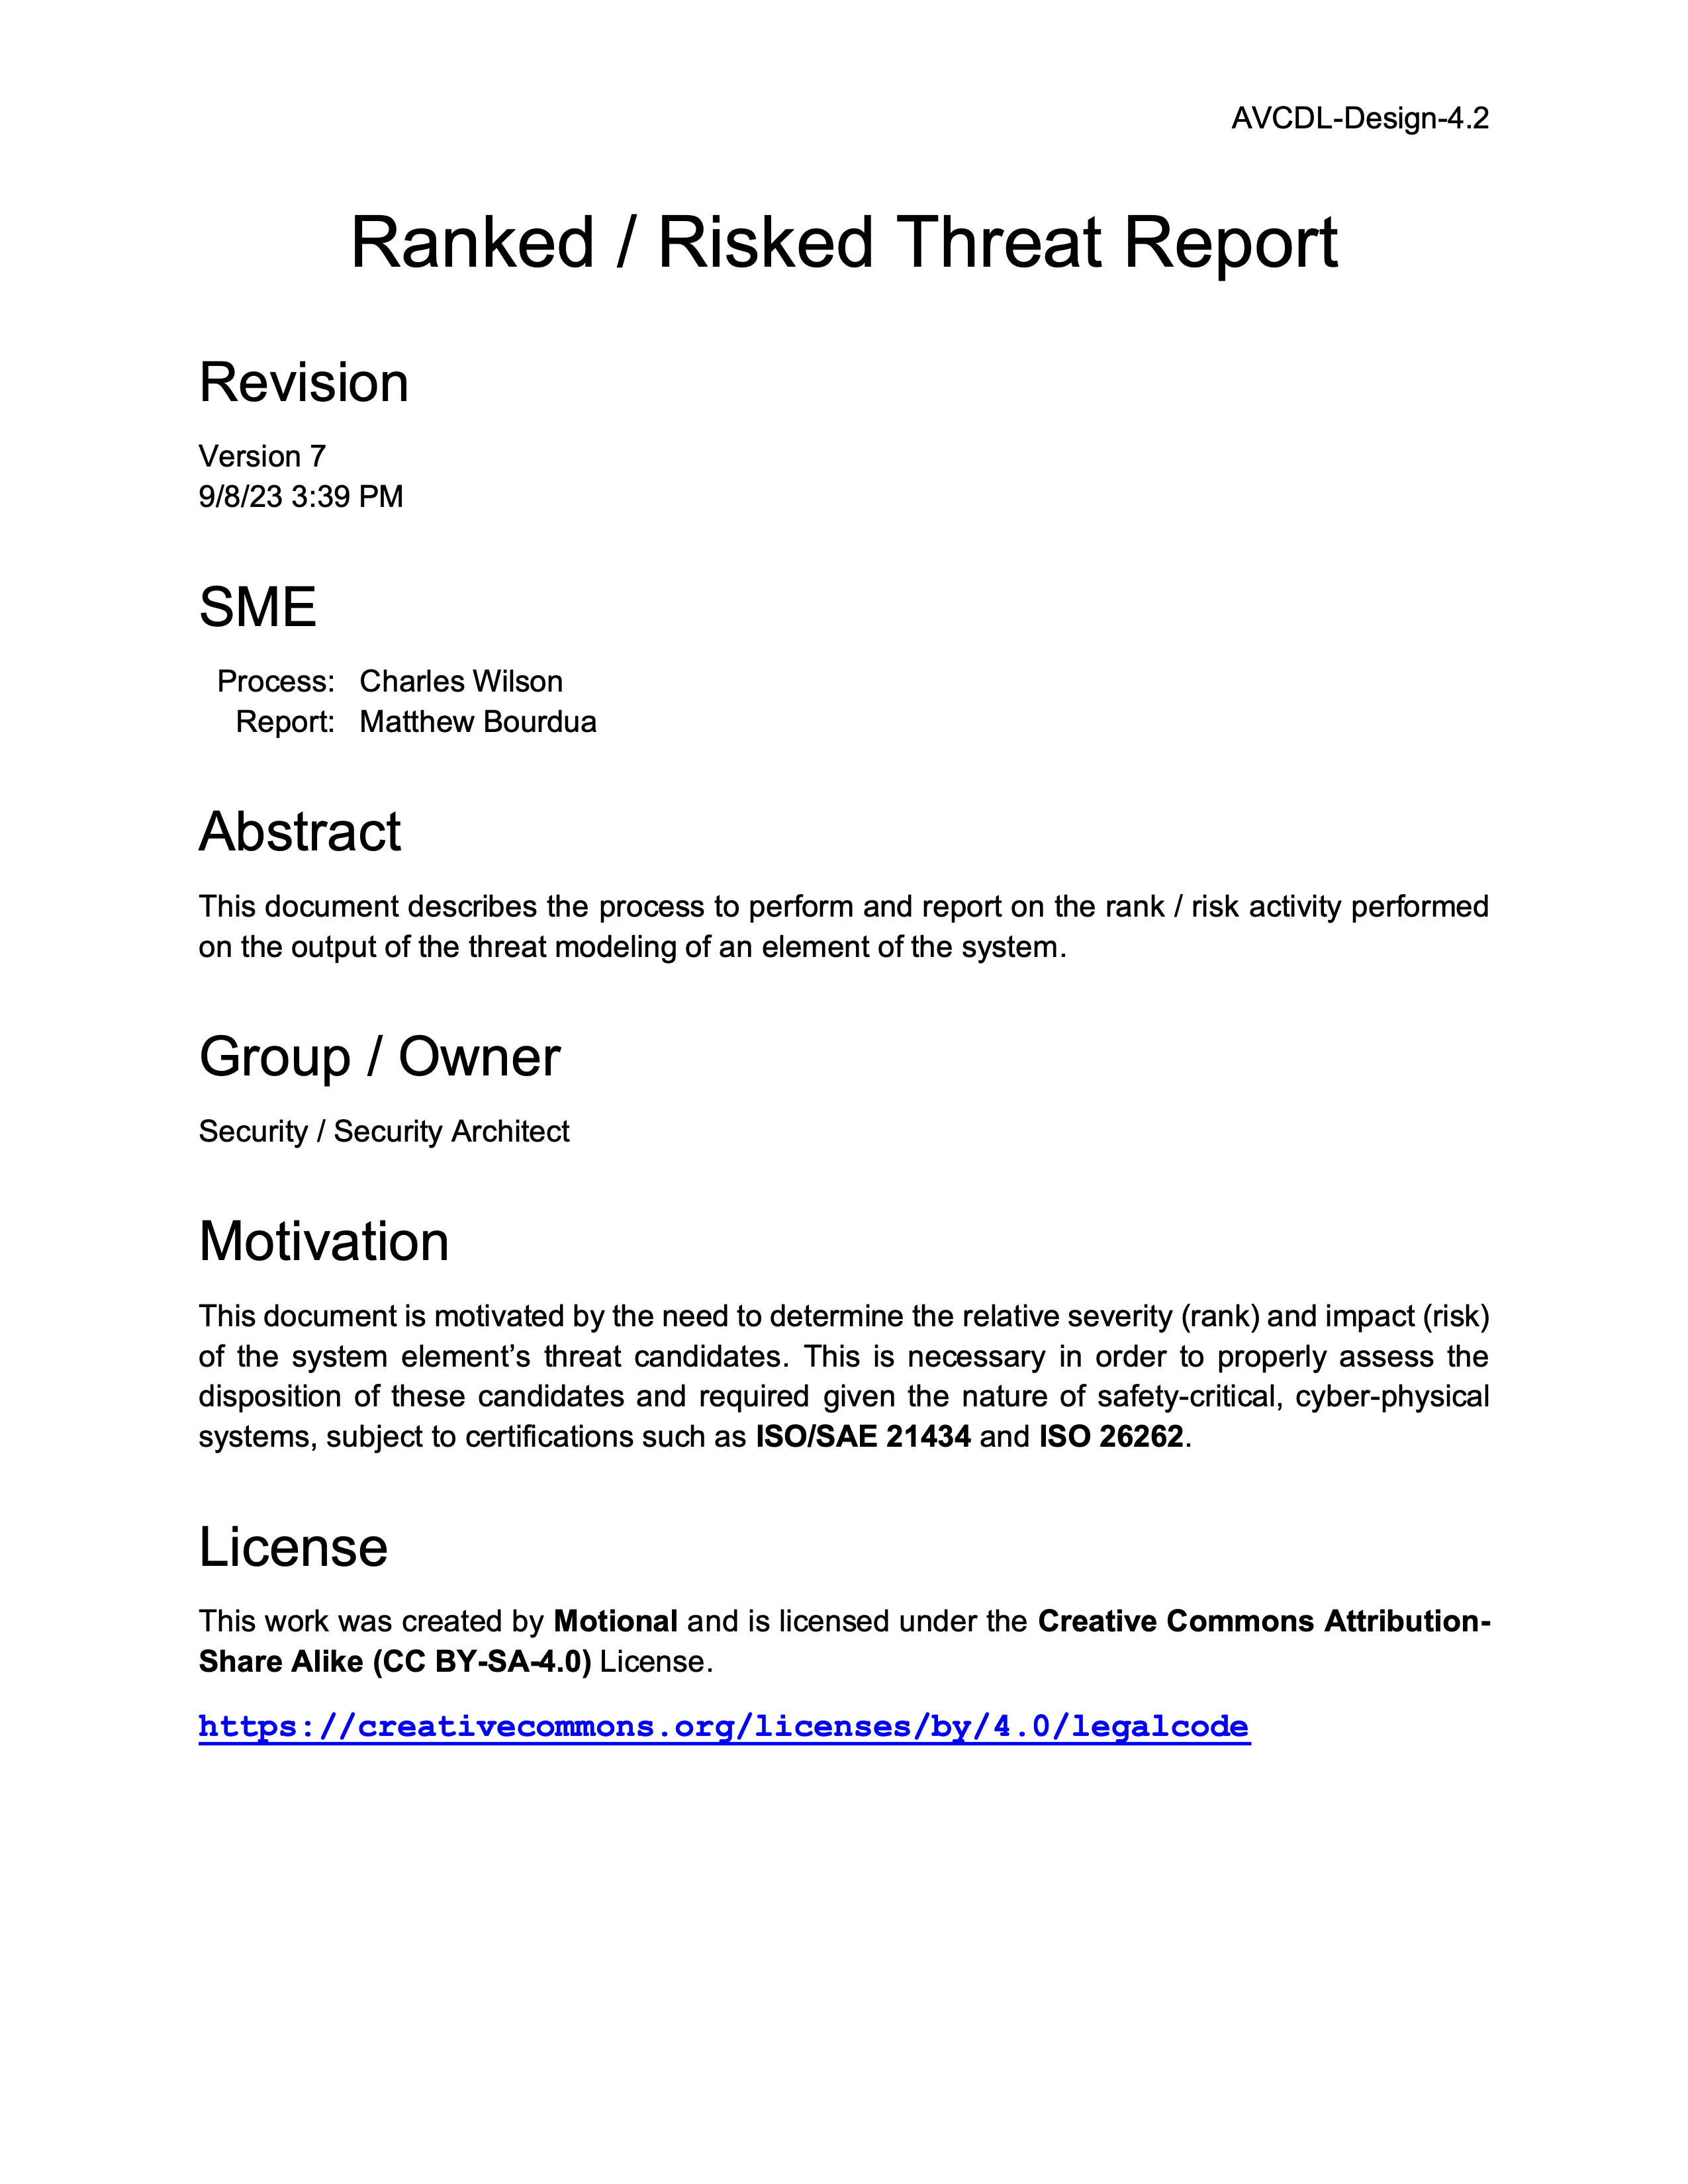 AVCDL-Design-4.2
Ranked / Risked Threat Report
Revision
Version 7
9/8/23 3:39 PM
SME
Process: Charles Wilson
Report: Matthew Bourdua
Abstract
This document describes the process to perform and report on the rank / risk activity performed
on the output of the threat modeling of an element of the system.
Group / Owner
Security / Security Architect
Motivation
This document is motivated by the need to determine the relative severity (rank) and impact (risk)
of the system element’s threat candidates. This is necessary in order to properly assess the
disposition of these candidates and required given the nature of safety-critical, cyber-physical
systems, subject to certifications such as ISO/SAE 21434 and ISO 26262.
License
This work was created by Motional and is licensed under the Creative Commons Attribution-
Share Alike (CC BY-SA-4.0) License.
https://creativecommons.org/licenses/by/4.0/legalcode